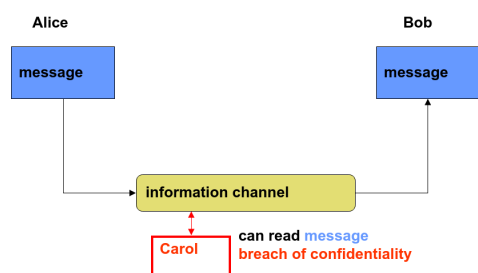 Alice
Bob
message
message
information channel
Carol
can read message
breach of confidentiality